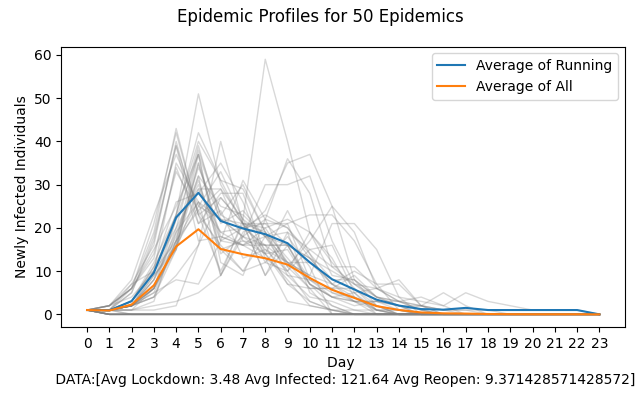 Epidemic Profiles for 50 Epidemics
60
50
40
30
20
10
0
Newly Infected Individuals
Average of Running
Average of All
0 1 2 3 4 5 6 7 8 9 10 11 12 13 14 15 16 17 18 19 20 21 22 23
Day
DATA:[Avg Lockdown: 3.48 Avg Infected: 121.64 Avg Reopen: 9.371428571428572]